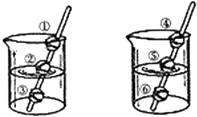 ① ④
② ⑤
③ ⑥